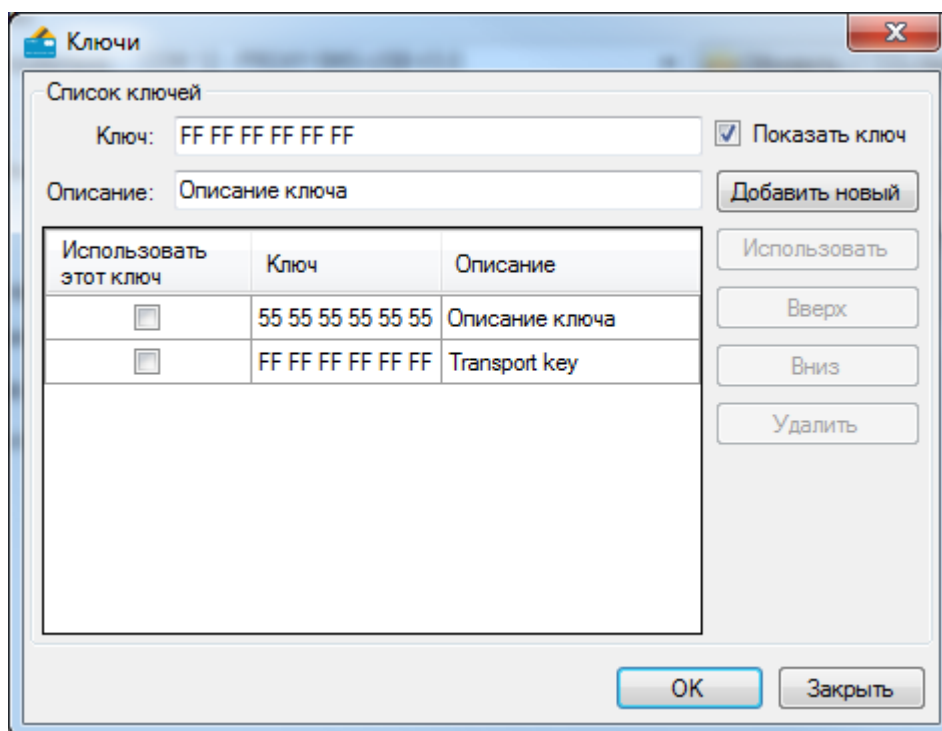 Ключи
Список ключей
Ключ: FF FF FF FF FF FF Показать ключ
Описание: Описание ключа Добавить новый
Использовать этот ключ Ключ Описание Использовать
55 55 55 55 55 55 Описание ключа Вверх
FF FF FF FF FF FF Transport key Вниз
Удалить
OK Закрыть